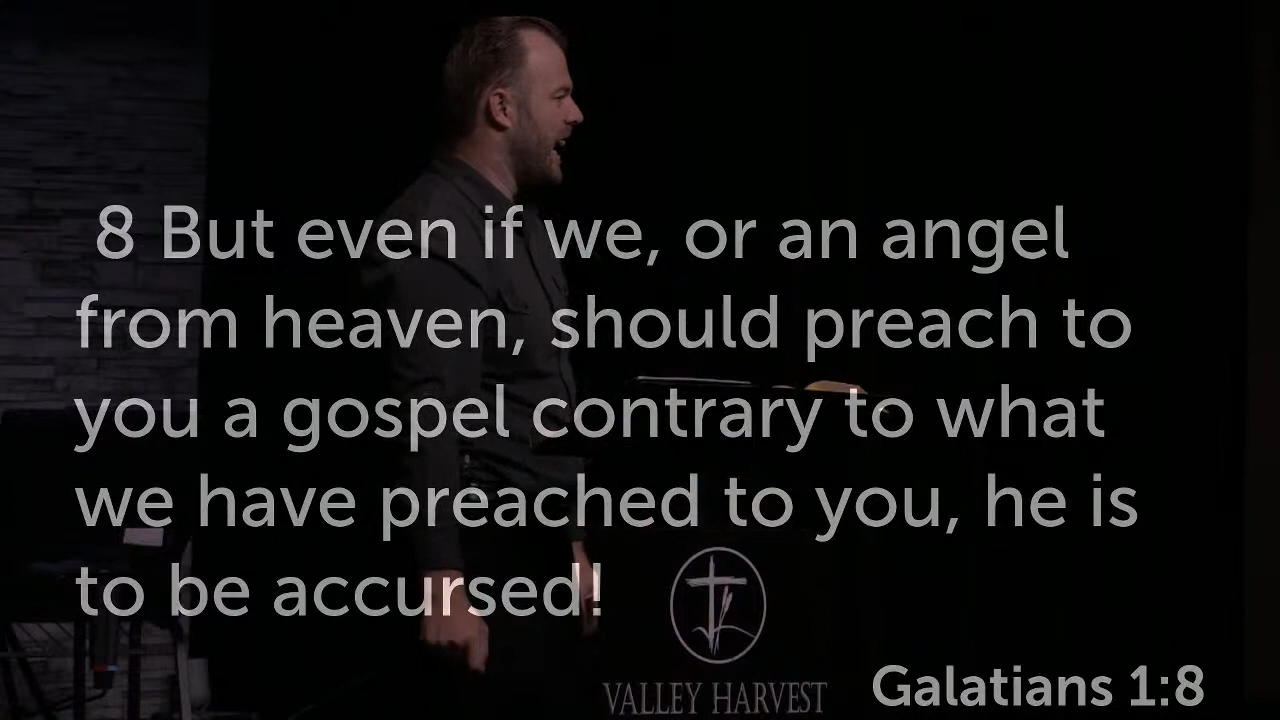 8 But even if we, or an angel
from heaven, should preach to
you a gospel contrary to what
we have preached to you, he is
to be accursed!
VALLEY HARVEST
Galatians 1:8